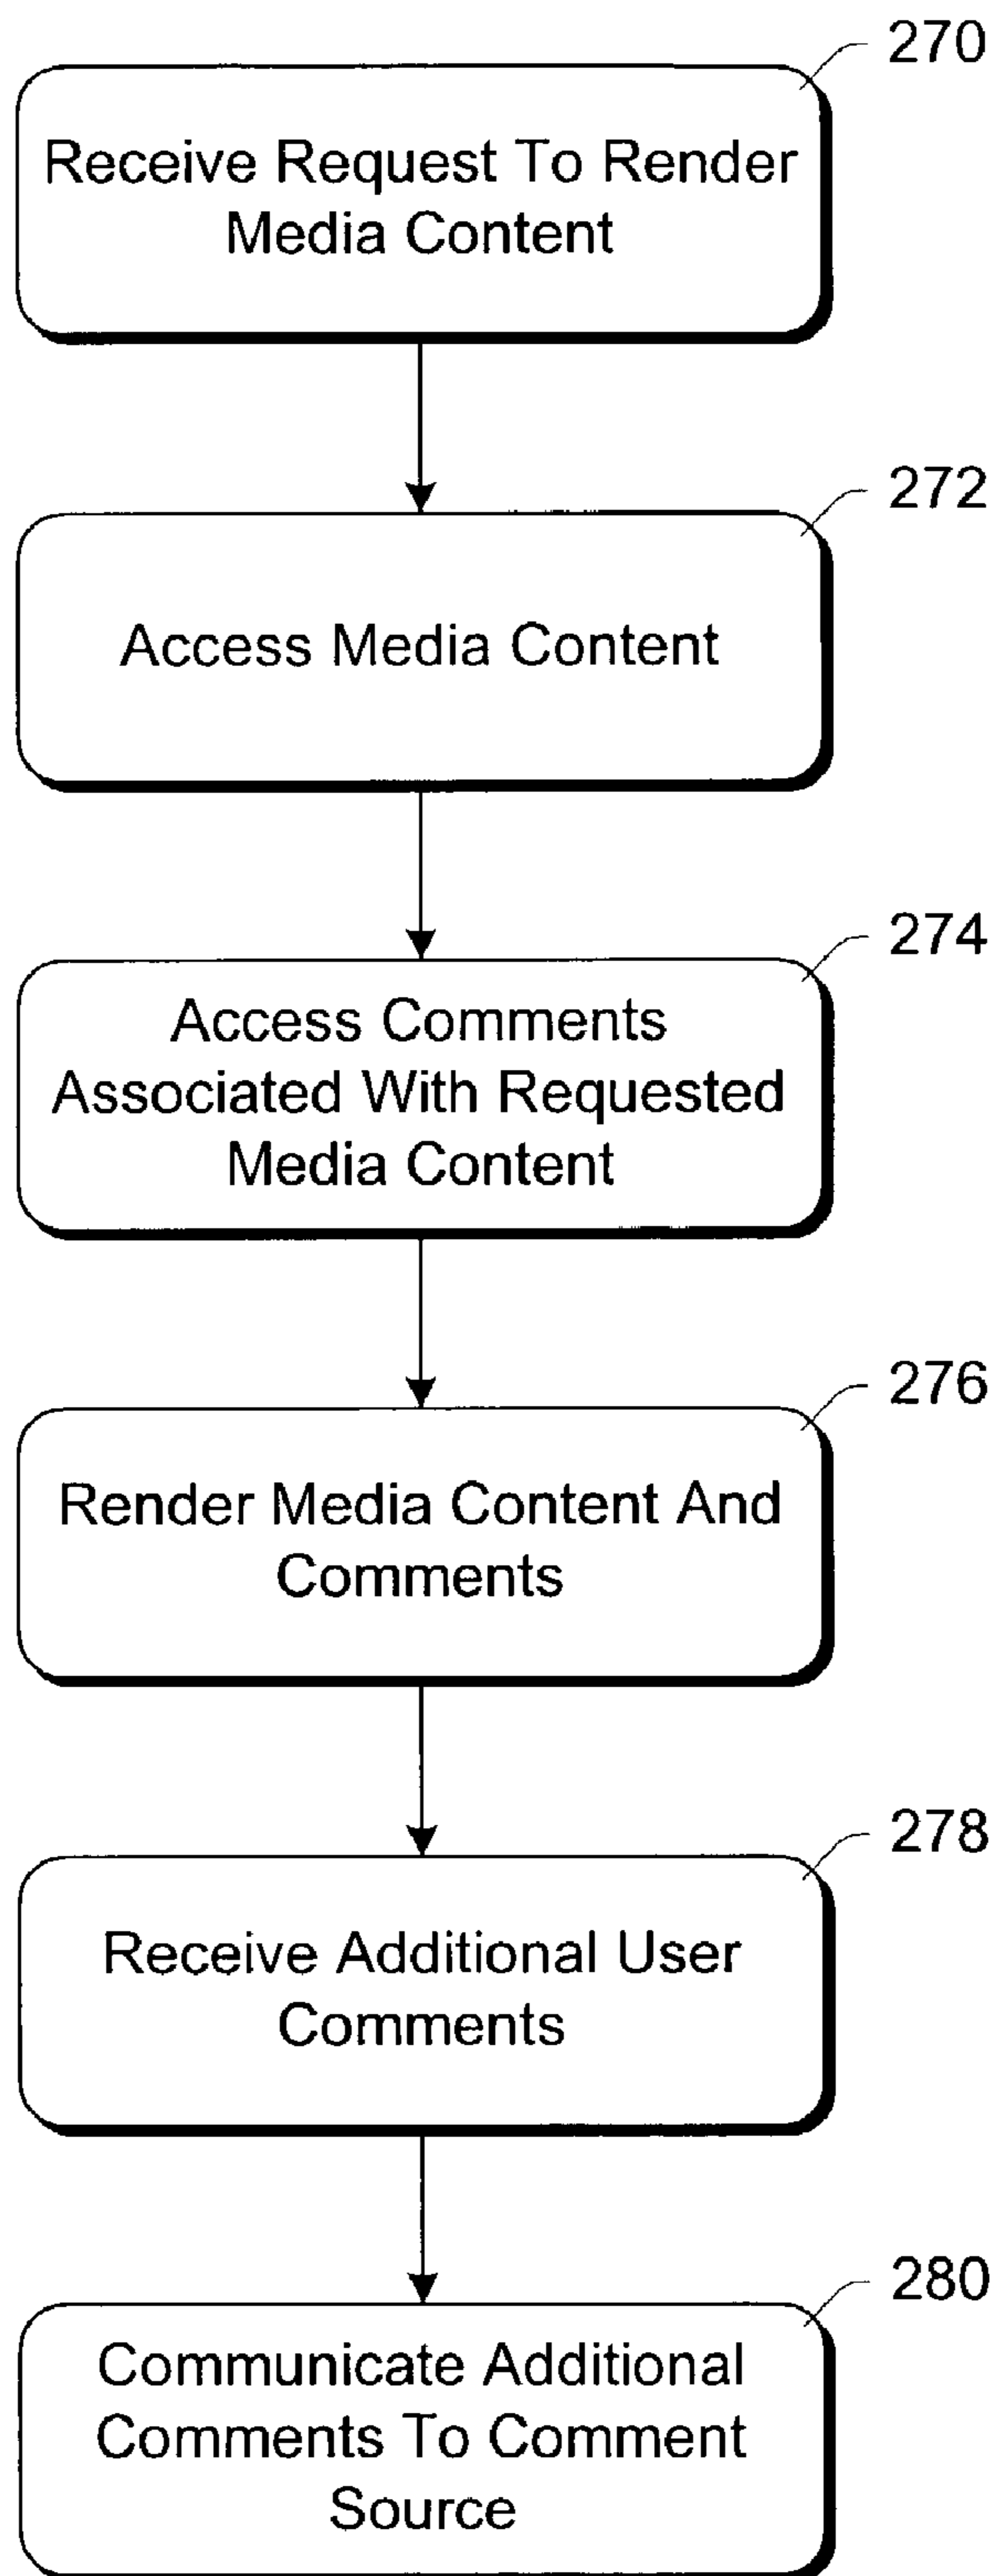 270
Receive Request To Render
Media Content
272
Access Media Content
274
Access Comments
Associated With Requested
Media Content
276
Render Media Content And
Comments
278
Receive Additional User
Comments
280
Communicate Additional
Comments To Comment
Source